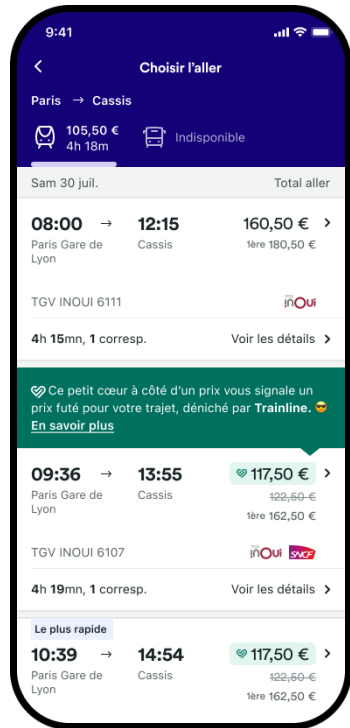 9:41
Choisir l'aller
Paris → Cassis
105,50 €
4h 18m
Indisponible
Sam 30 juil. Total aller
08:00 → 12:15 160,50 €
Paris Gare de Lyon Cassis 1ère 180,50 €
TGV INOUI 6111 TGV inOui
4h 15mn, 1 corresp. Voir les détails
Ce petit cœur à côté d'un prix vous signale un
prix futé pour votre trajet, déniché par Trainline. 😎
En savoir plus
09:36 → 13:55 117,50 €
Paris Gare de Lyon Cassis 122,50 €
1ère 162,50 €
TGV INOUI 6107 TGV inOui SNCF
4h 19mn, 1 corresp. Voir les détails
Le plus rapide
10:39 → 14:54 117,50 €
Paris Gare de Lyon Cassis 122,50 €
1ère 162,50 €